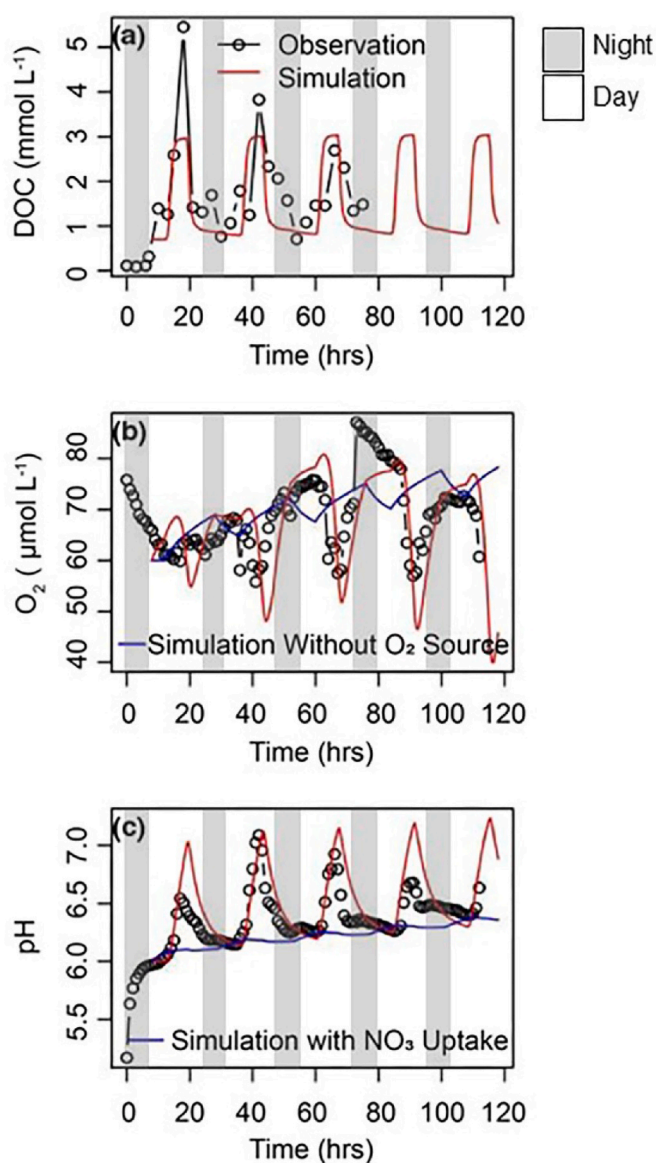 (a)
Observation
Simulation
Night
Day
DOC (mmol L⁻¹)
5
4
3
2
1
0
0 20 40 60 80 100 120
Time (hrs)
(b)
O₂ ( µmol L⁻¹)
80
70
60
50
40
Simulation Without O₂ Source
0 20 40 60 80 100 120
Time (hrs)
(c)
pH
7.0
6.5
6.0
5.5
Simulation with NO₃ Uptake
0 20 40 60 80 100 120
Time (hrs)